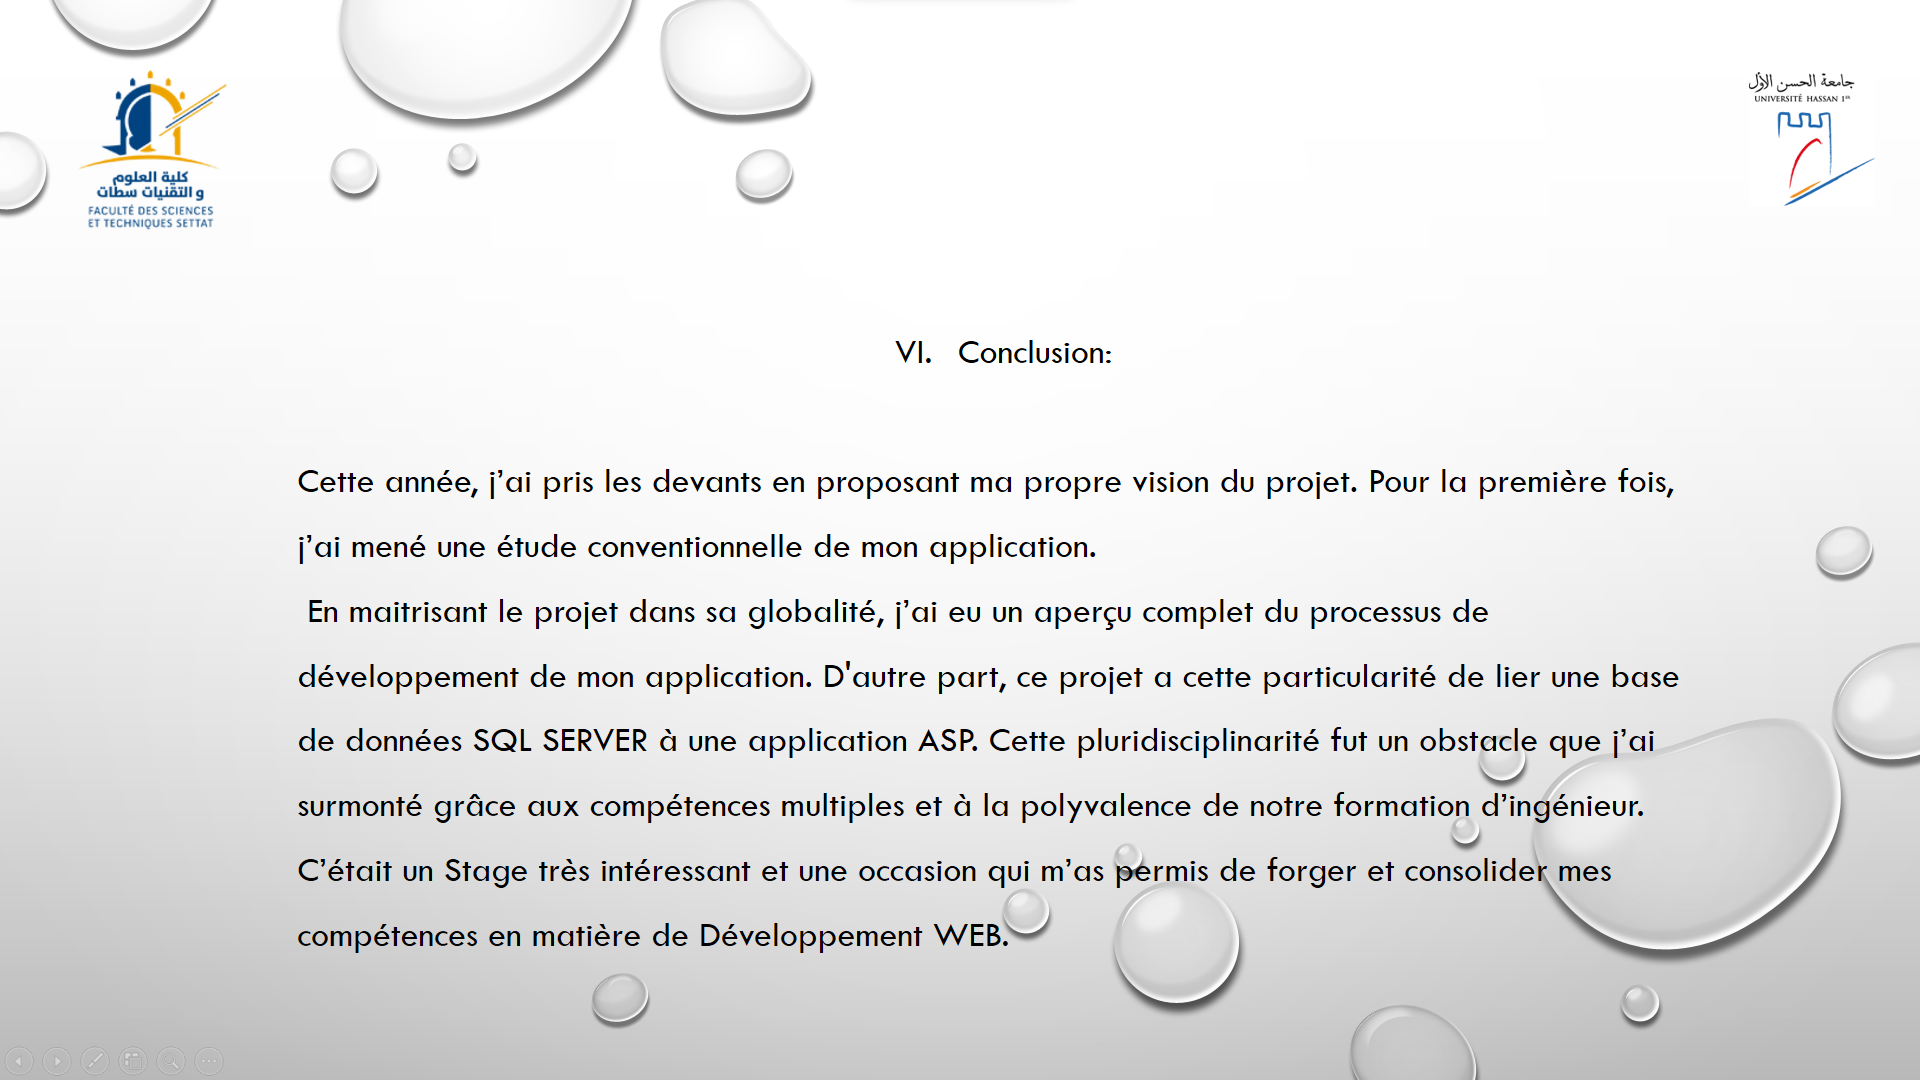 كلية العلوم
و التقنيات سطات
FACULTÉ DES SCIENCES
ET TECHNIQUES SETTAT
جامعة الحسن الأول
UNIVERSITÉ HASSAN 1er
VI. Conclusion:
Cette année, j’ai pris les devants en proposant ma propre vision du projet. Pour la première fois,
j’ai mené une étude conventionnelle de mon application.
En maitrisant le projet dans sa globalité, j’ai eu un aperçu complet du processus de
développement de mon application. D'autre part, ce projet a cette particularité de lier une base
de données SQL SERVER à une application ASP. Cette pluridisciplinarité fut un obstacle que j’ai
surmonté grâce aux compétences multiples et à la polyvalence de notre formation d’ingénieur.
C’était un Stage très intéressant et une occasion qui m’as permis de forger et consolider mes
compétences en matière de Développement WEB.